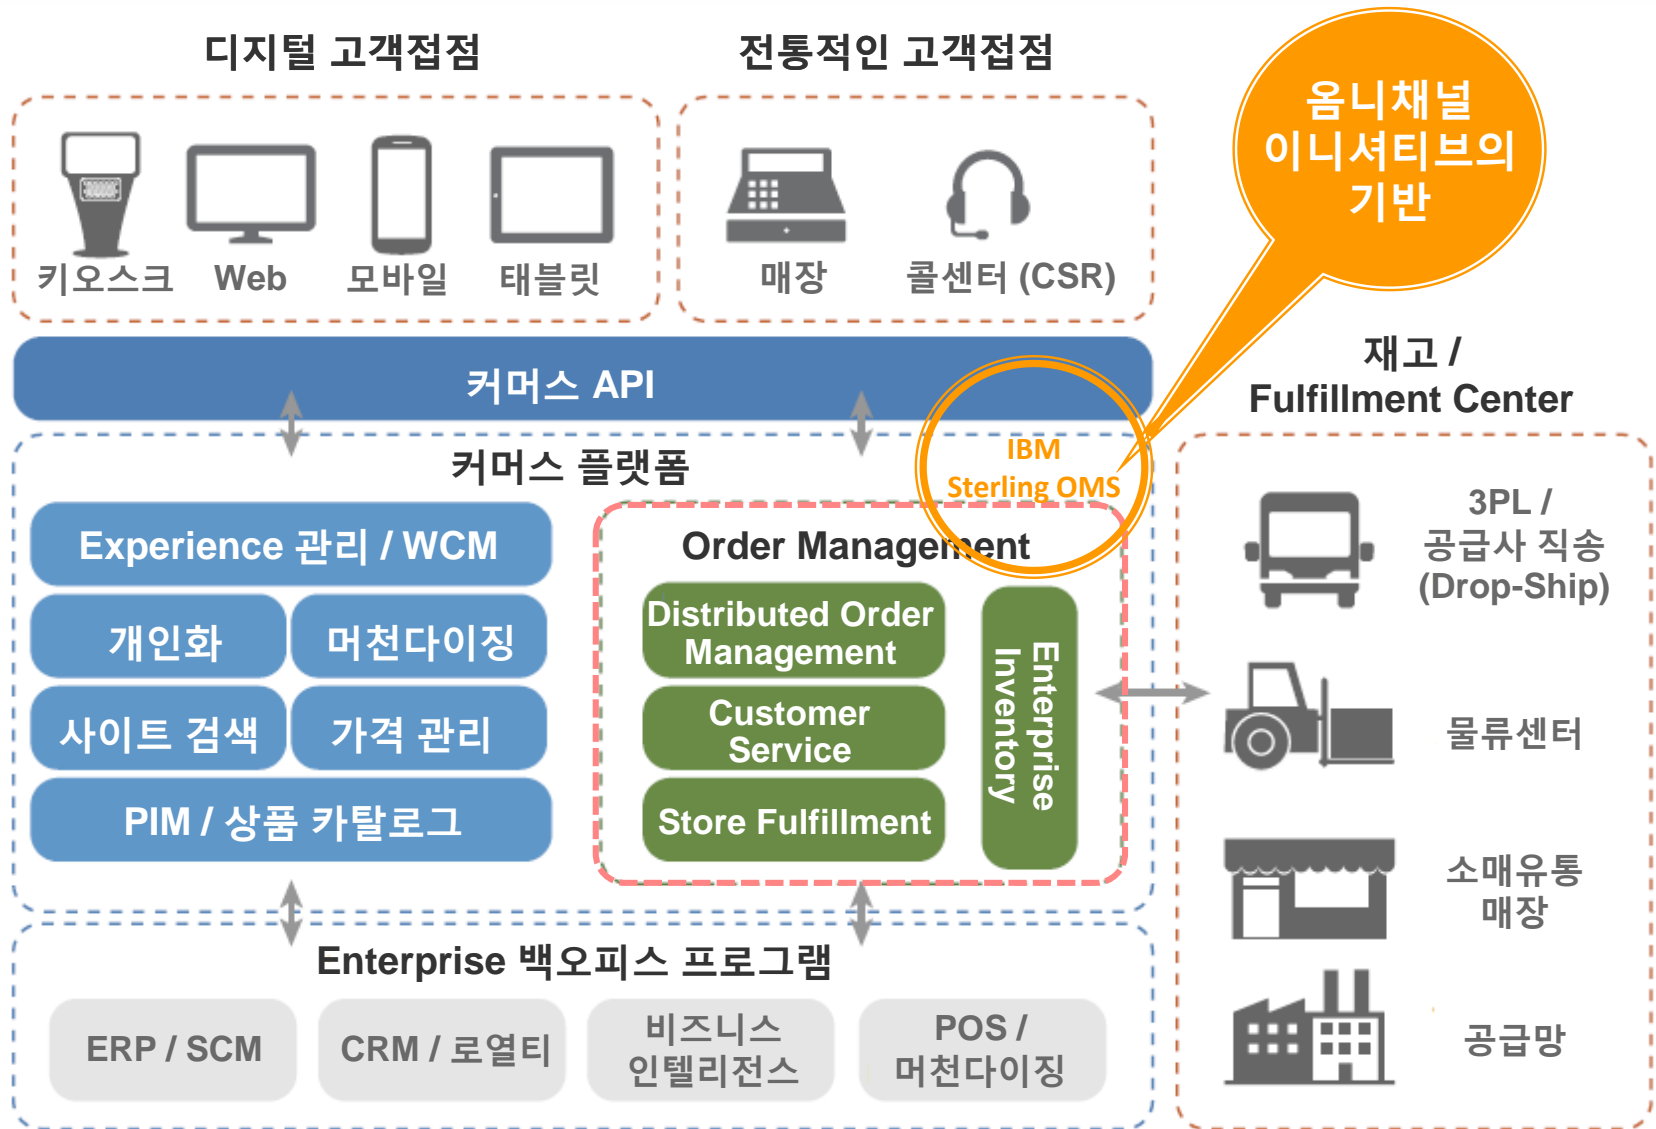 디지털 고객접점
전통적인 고객접점
옴니채널
이니셔티브의
기반
키오스크
Web
모바일
태블릿
매장
콜센터 (CSR)
커머스 API
재고 /
Fulfillment Center
커머스 플랫폼
IBM
Sterling OMS
Experience 관리 / WCM
개인화
머천다이징
사이트 검색
가격 관리
PIM / 상품 카탈로그
Order Management
Distributed Order
Management
Customer
Service
Store Fulfillment
Enterprise
Inventory
3PL /
공급사 직송
(Drop-Ship)
물류센터
소매유통
매장
공급망
Enterprise 백오피스 프로그램
ERP / SCM
CRM / 로열티
비즈니스
인텔리전스
POS /
머천다이징